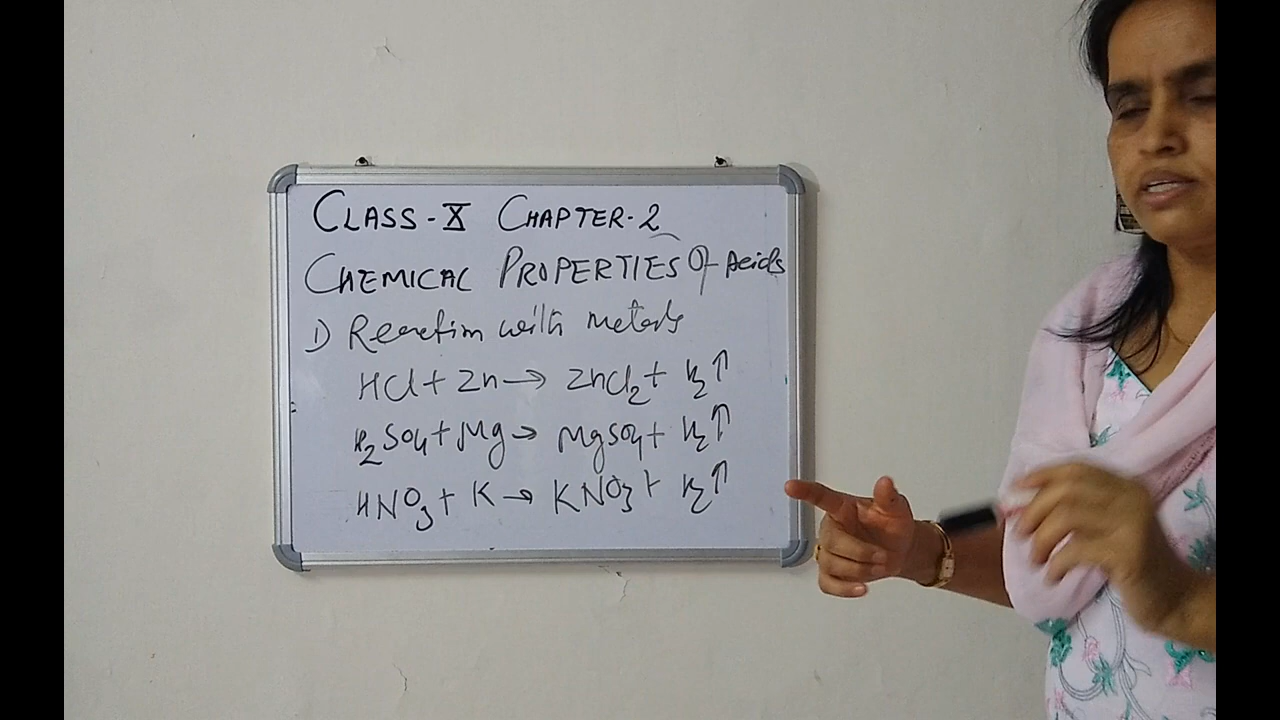 CLASS-X CHAPTER-2
CHEMICAL PROPERTIES Of Acids
1) Reaction with metals
HCl + Zn → ZnCl2 + H2↑
H2SO4 + Mg → MgSO4 + H2↑
HNO3 + K → KNO3 + H2↑